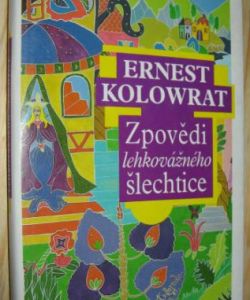 ERNEST
KOLOWRAT
Zpovědi
lehkovážného
šlechtice